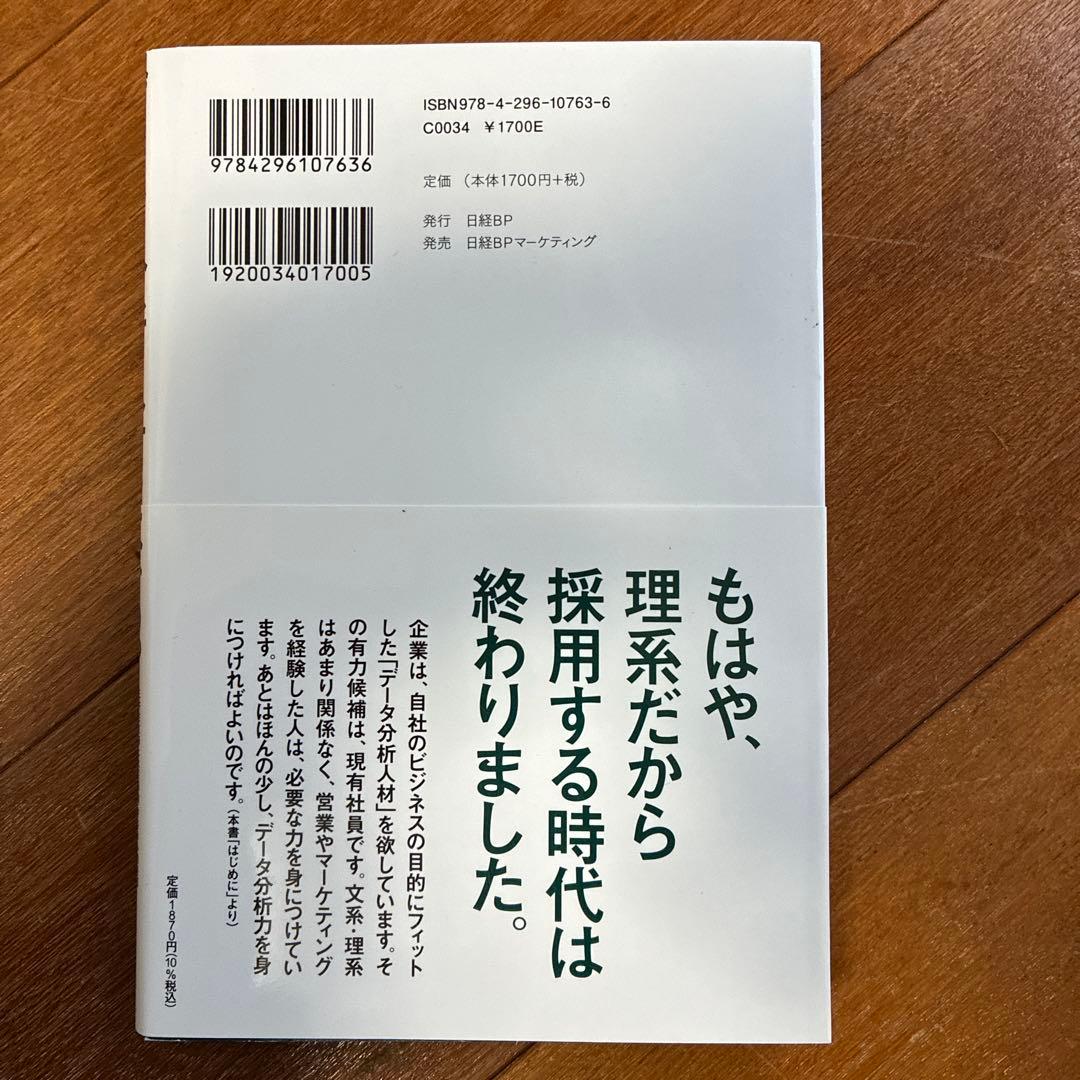 9784296107636
1920034017005
ISBN978-4-296-10763-6
C0034 ¥1700E
定価（本体1700円+税）
発行 日経BP
発売 日経BPマーケティング
もはや、
理系だから
採用する時代は
終わりました。
企業は、自社のビジネスの目的にフィット
した「データ分析人材」を欲しています。そ
の有力候補は、現有社員です。文系・理系
はあまり関係なく、営業やマーケティング
を経験した人は、必要な力を身につけてい
ます。あとはほんの少し、データ分析力を身
につければよいのです。（本書「はじめに」より）
定価1870円（10%税込）